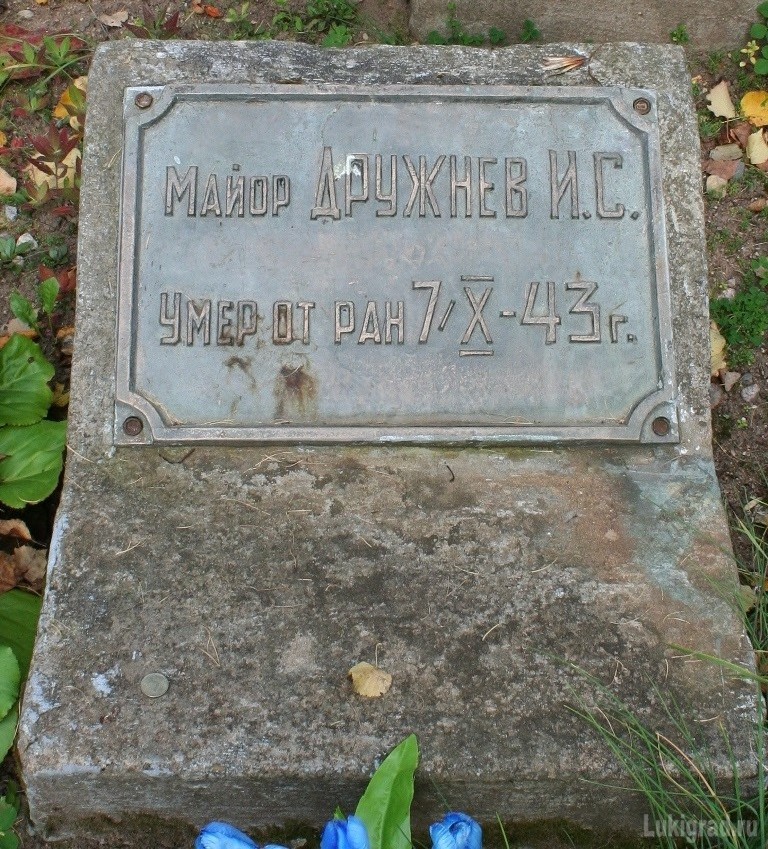 Майор Дружнев И.С.
Умер от ран 7/X-43 г.
Lukigrad.ru